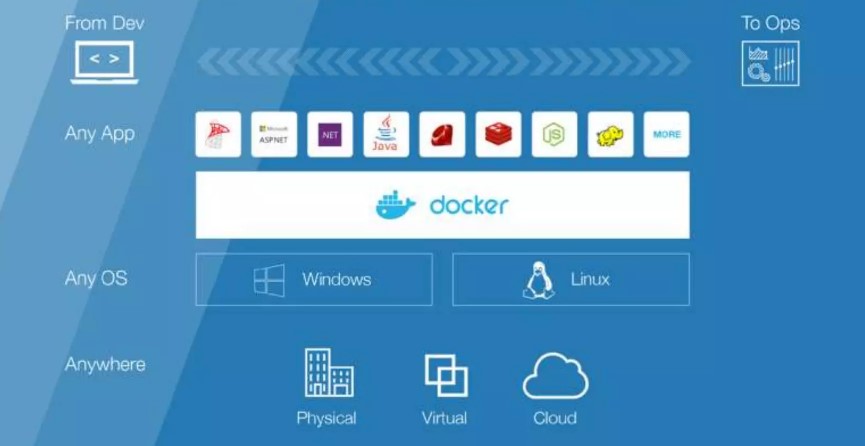 From Dev
To Ops
< >
Any App
Microsoft
ASP.NET
.NET
Java
JS
MORE
docker
Any OS
Windows
Linux
Anywhere
Physical
Virtual
Cloud